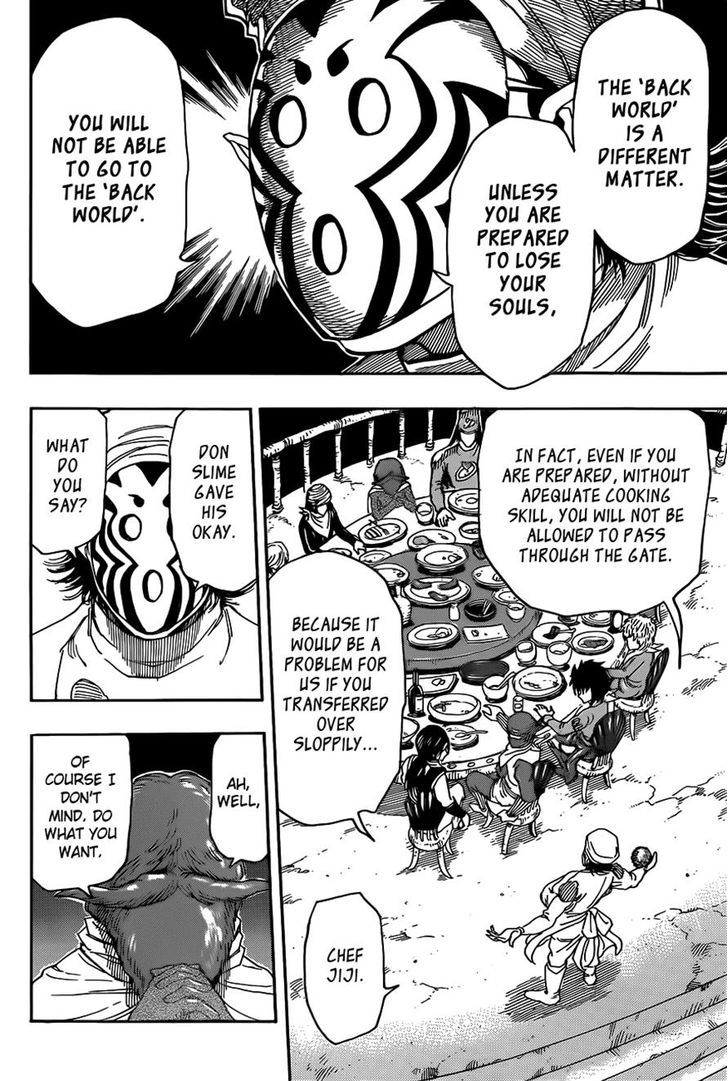 THE 'BACK
WORLD'
IS A
DIFFERENT
MATTER.
UNLESS
YOU ARE
PREPARED
TO LOSE
YOUR
SOULS,
YOU WILL
NOT BE ABLE
TO GO TO
THE 'BACK
WORLD'.
IN FACT, EVEN IF YOU
ARE PREPARED, WITHOUT
ADEQUATE COOKING
SKILL, YOU WILL NOT BE
ALLOWED TO PASS
THROUGH THE GATE.
BECAUSE IT
WOULD BE A
PROBLEM FOR
US IF YOU
TRANSFERRED
OVER
SLOPPILY...
CHEF
JIJI.
DON
SLIME
GAVE
HIS
OKAY.
WHAT
DO
YOU
SAY?
AH,
WELL,
OF
COURSE I
DON'T
MIND. DO
WHAT YOU
WANT.